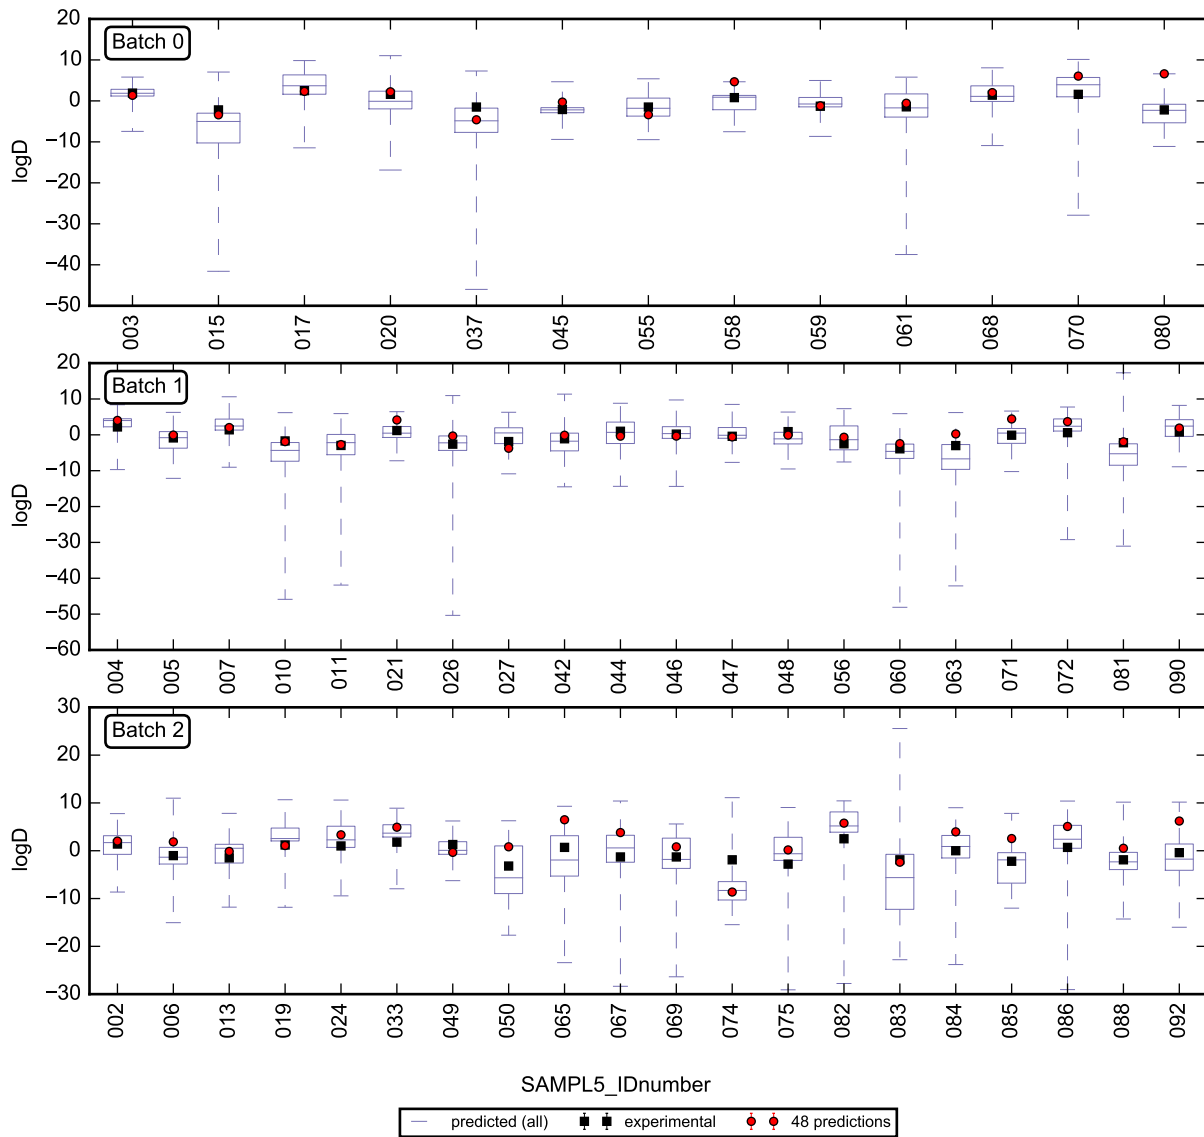 20
Batch 0
10
0
−10
−20
−30
−40
−50
logD
003 015 017 020 037 045 055 058 059 061 068 070 080
20
Batch 1
10
0
−10
−20
−30
−40
−50
−60
logD
004 005 007 010 011 021 026 027 042 044 046 047 048 056 060 063 071 072 081 090
30
Batch 2
20
10
0
−10
−20
−30
logD
002 006 013 019 024 033 049 050 065 067 069 074 075 082 083 084 085 086 088 092
SAMPL5_IDnumber
predicted (all) experimental 48 predictions